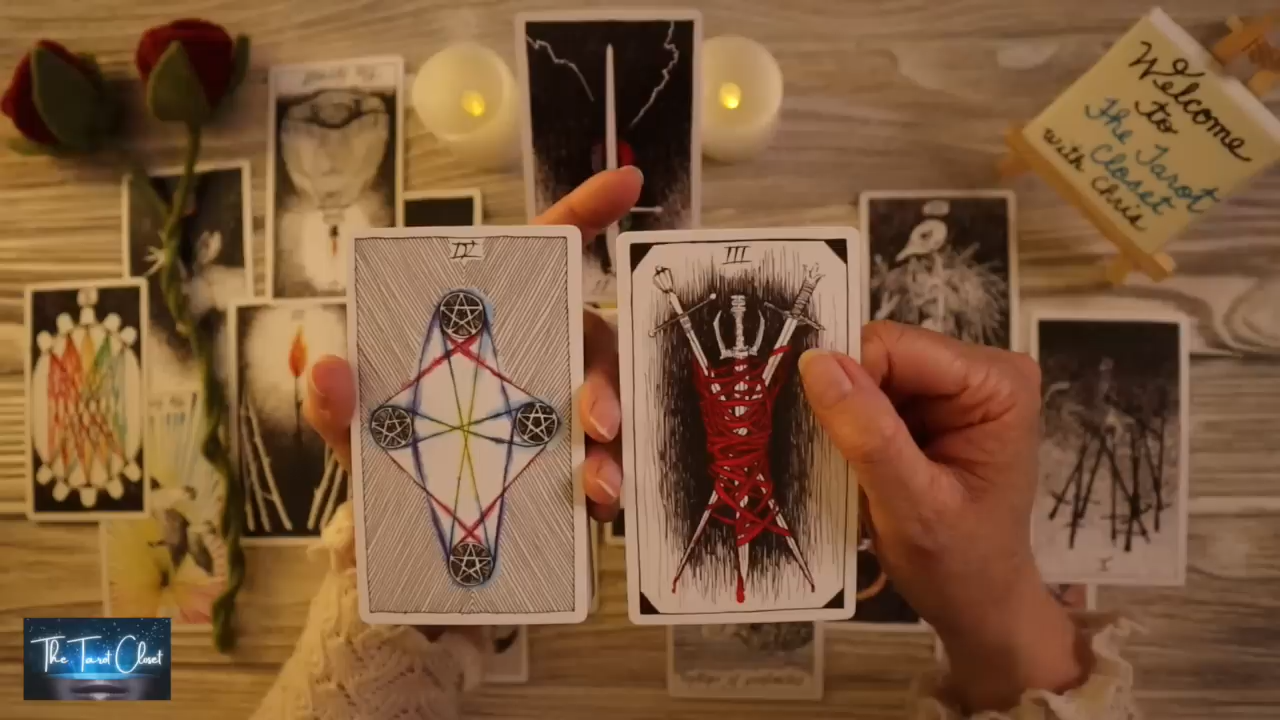 Welcome
to
The Tarot
Closet
with Chris
IV
III
X
The Tarot Closet